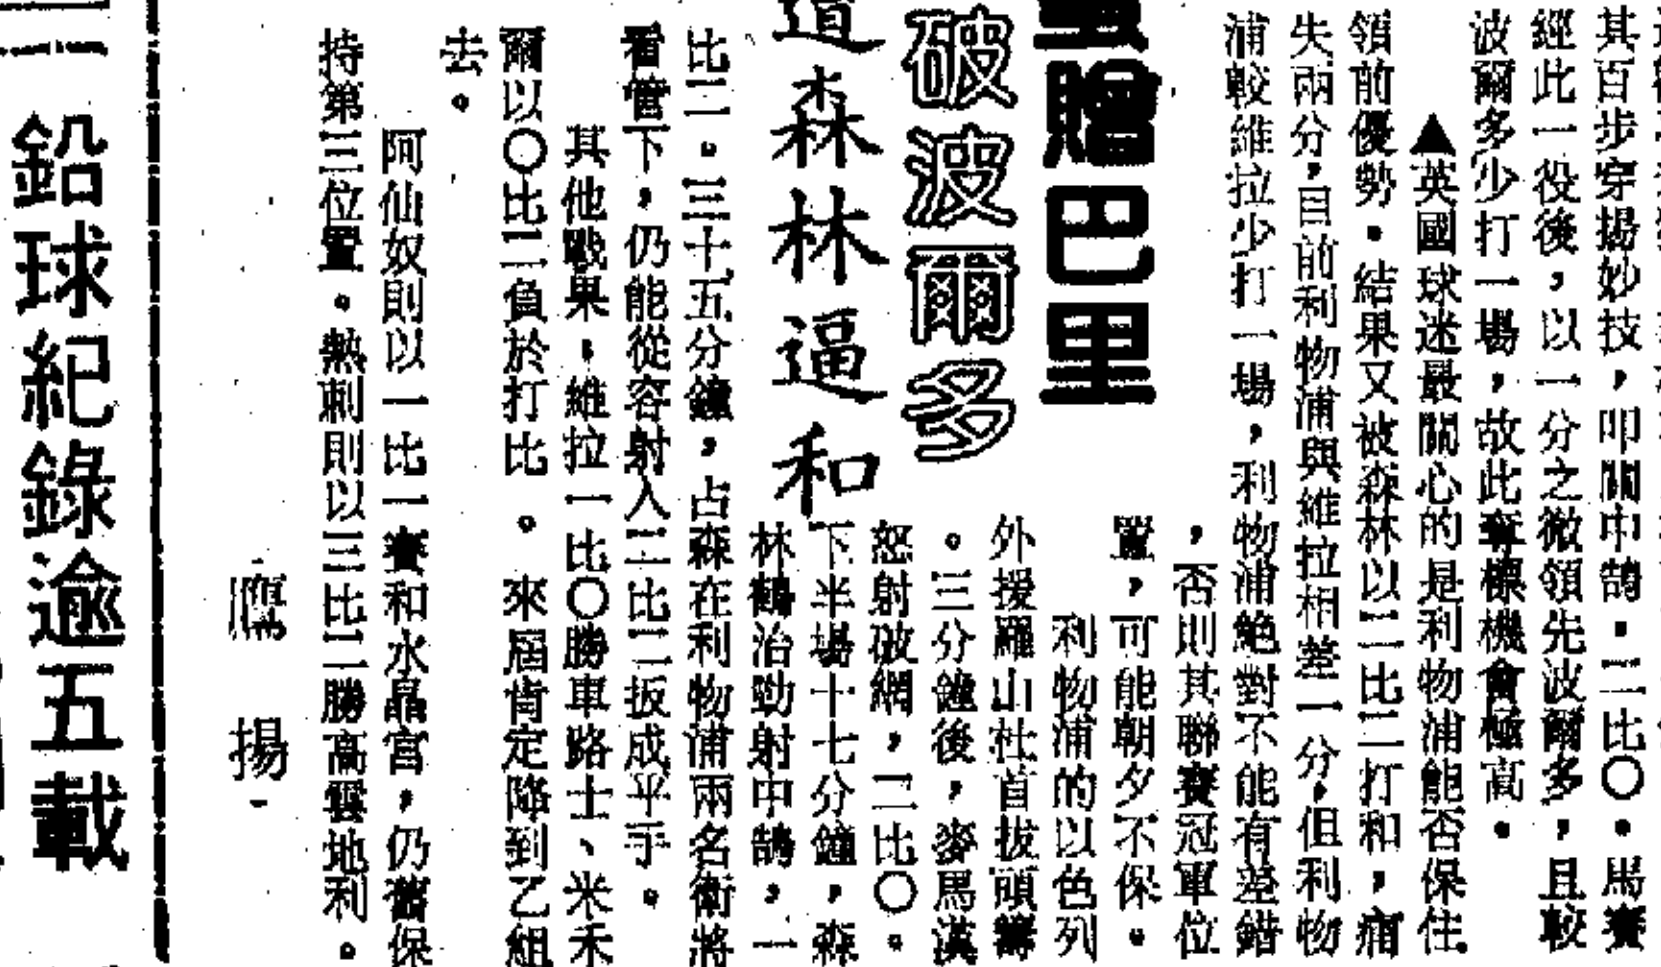 其百步穿揚妙技，叩關中鵠．二比〇．馬賽
經此一役後，以一分之微領先波爾多，且較
波爾多少打一場，故此奪標機會極高．
▲英國球迷最關心的是利物浦能否保住
領前優勢．結果又被森林以二比二打和，痛
失兩分，目前利物浦與維拉相差一分，但利物
浦較維拉少打一場，利物浦絕對不能有差錯
，否則其聯賽冠軍位
置，可能朝夕不保．
利物浦的以色列
外援羅山杜首拔頭籌
。三分鐘後，麥馬漢
怒射破網，二比〇．
下半場十七分鐘，森
林鶴治勁射中鵠，一
比二．三十五分鐘，占森在利物浦兩名衛將
看管下，仍能從容射入二比二扳成平手．
其他戰果，維拉一比〇勝車路士、米禾
爾以〇比二負於打比。來屆肯定降到乙組
去．
阿仙奴則以一比一賽和水晶宮，仍舊保
持第三位置．熱刺則以三比二勝高雲地利．
贈巴里
破波爾多
道森林逼和
鷹揚
鉛球紀錄逾五載